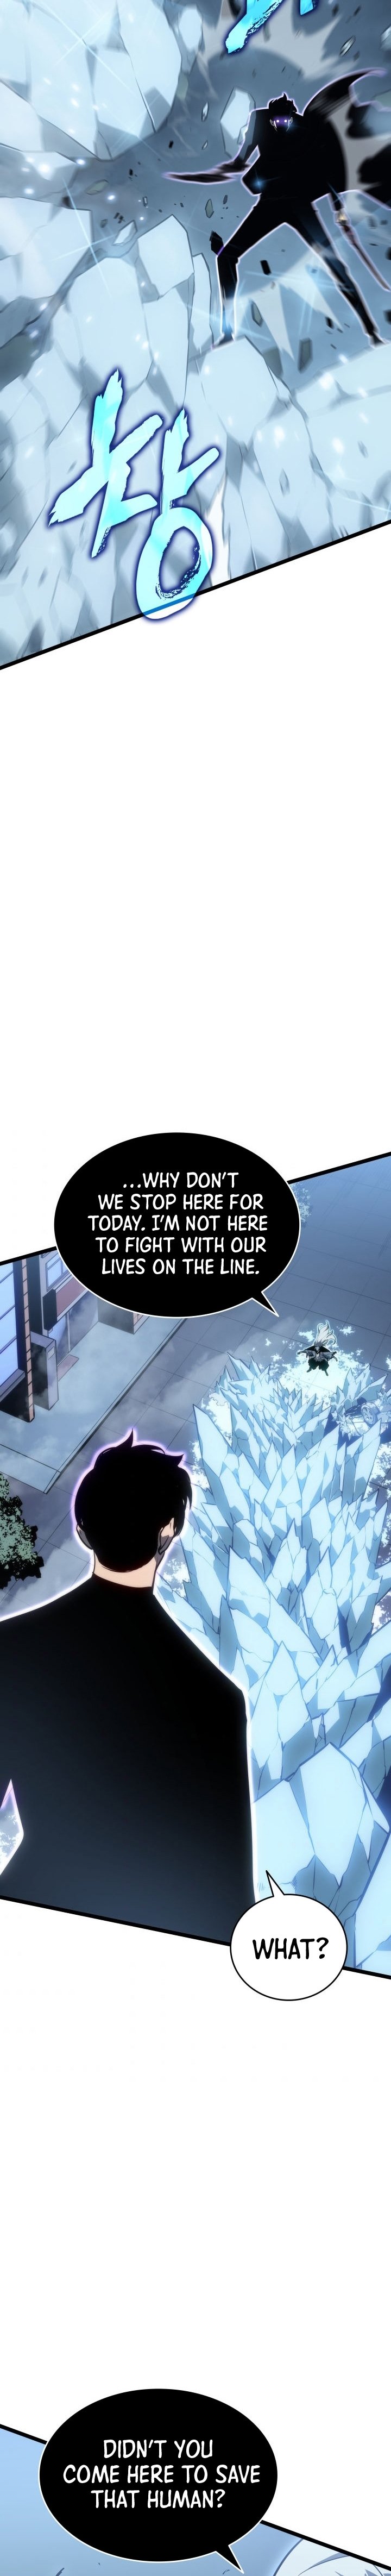 창
...WHY DON'T
WE STOP HERE FOR
TODAY. I'M NOT HERE
TO FIGHT WITH OUR
LIVES ON THE LINE.
WHAT?
DIDN'T YOU
COME HERE TO SAVE
THAT HUMAN?